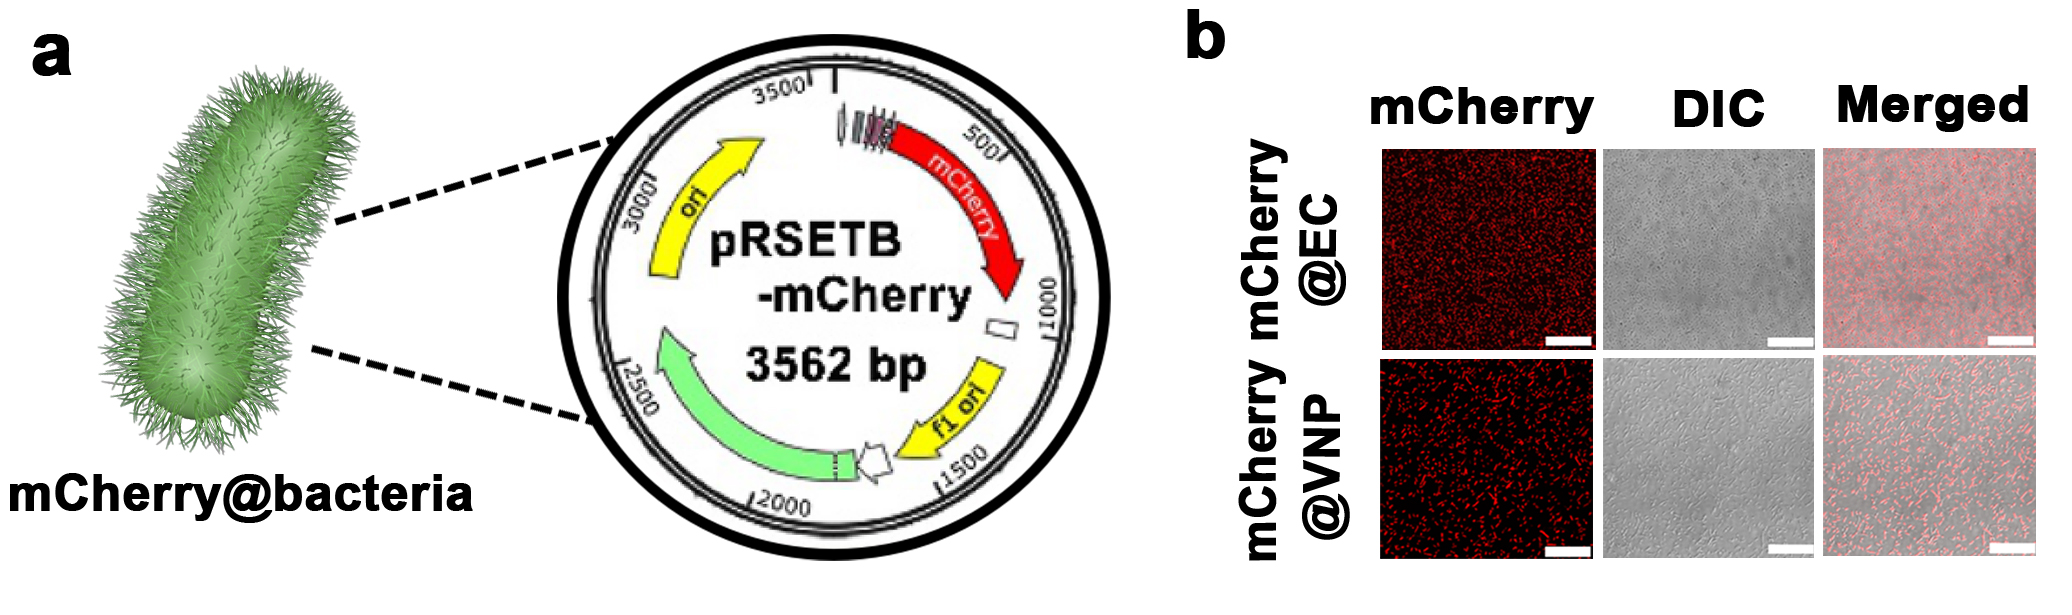 a
mCherry@bacteria
3500
500
1000
1500
2000
2500
3000
ori
mCherry
f1 ori
pRSETB
-mCherry
3562 bp
b
mCherry DIC Merged
mCherry
@EC
mCherry
@VNP